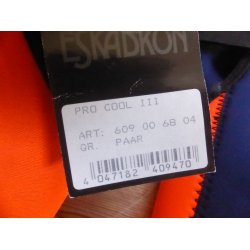 ESKADRON
PRO COOL III
ART: 609 00 68 04
GR. PAAR
4 047182 409470